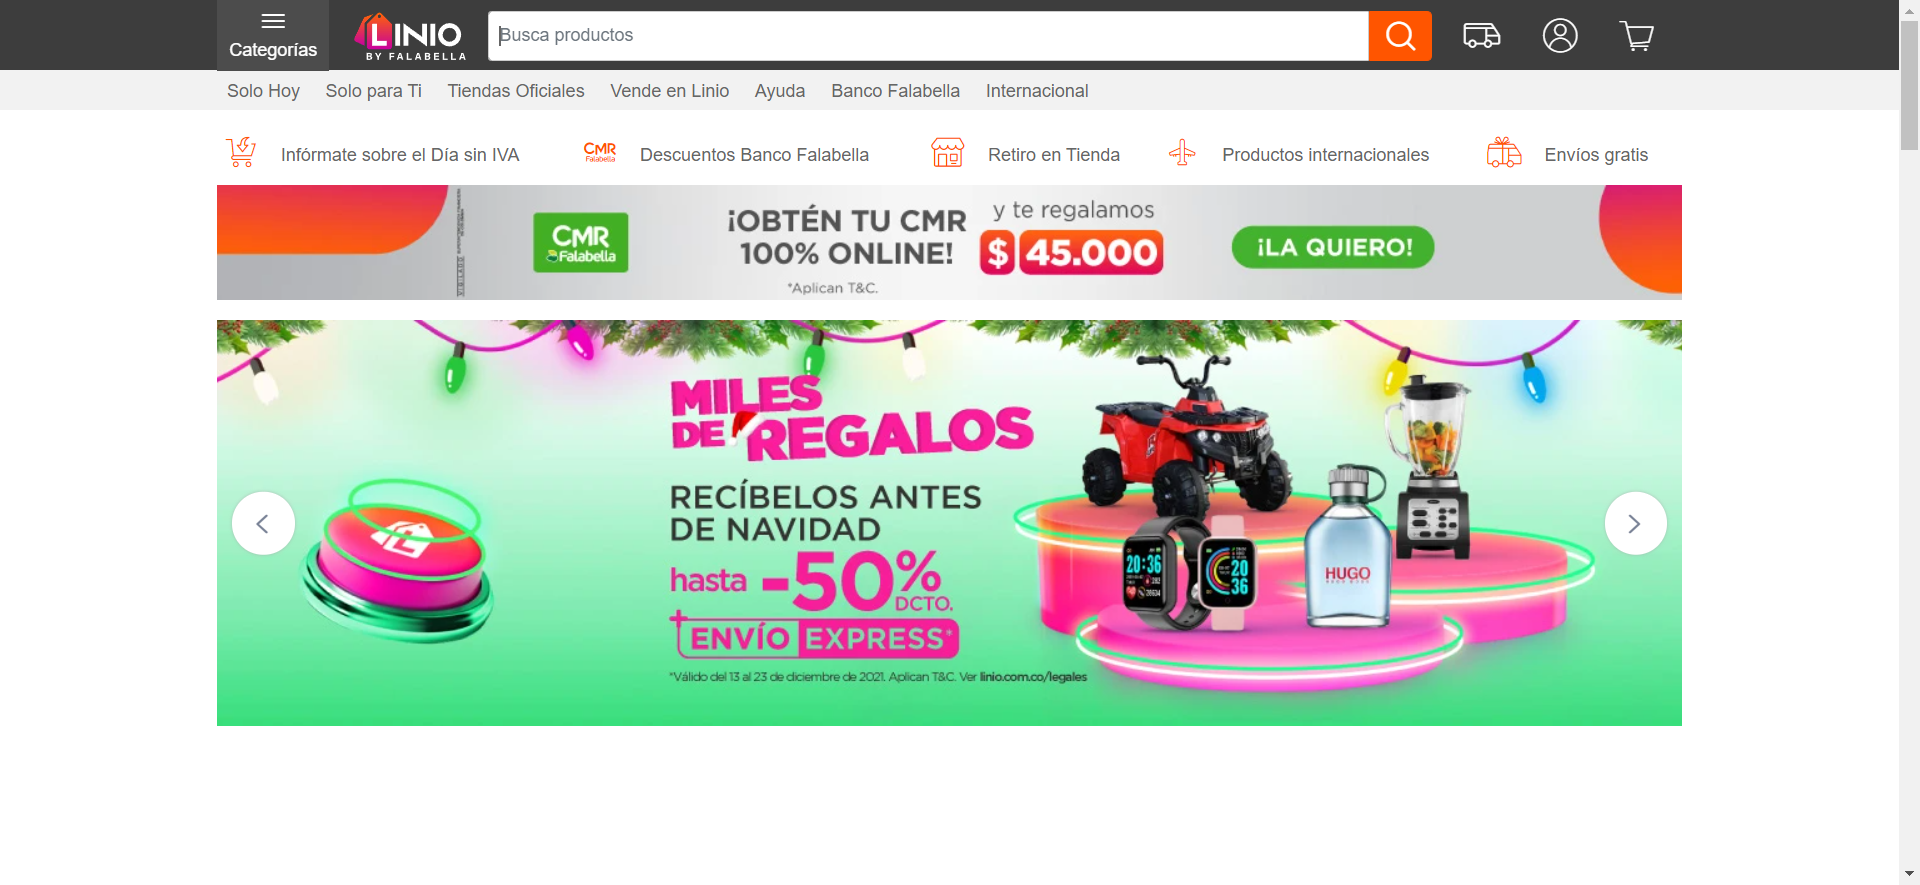 Categorías
LINIO
BY FALABELLA
Busca productos
Solo Hoy
Solo para Ti
Tiendas Oficiales
Vende en Linio
Ayuda
Banco Falabella
Internacional
Infórmate sobre el Día sin IVA
CMR
Falabella
Descuentos Banco Falabella
Retiro en Tienda
Productos internacionales
Envíos gratis
VIGILADO
CMR
Falabella
¡OBTÉN TU CMR
100% ONLINE!
*Aplican T&C.
y te regalamos
$ 45.000
¡LA QUIERO!
MILES
DE REGALOS
RECÍBELOS ANTES
DE NAVIDAD
hasta -50%
DCTO.
+
ENVÍO EXPRESS*
*Válido del 13 al 23 de diciembre de 2021. Aplican T&C. Ver linio.com.co/legales
20:36
20
36
HUGO